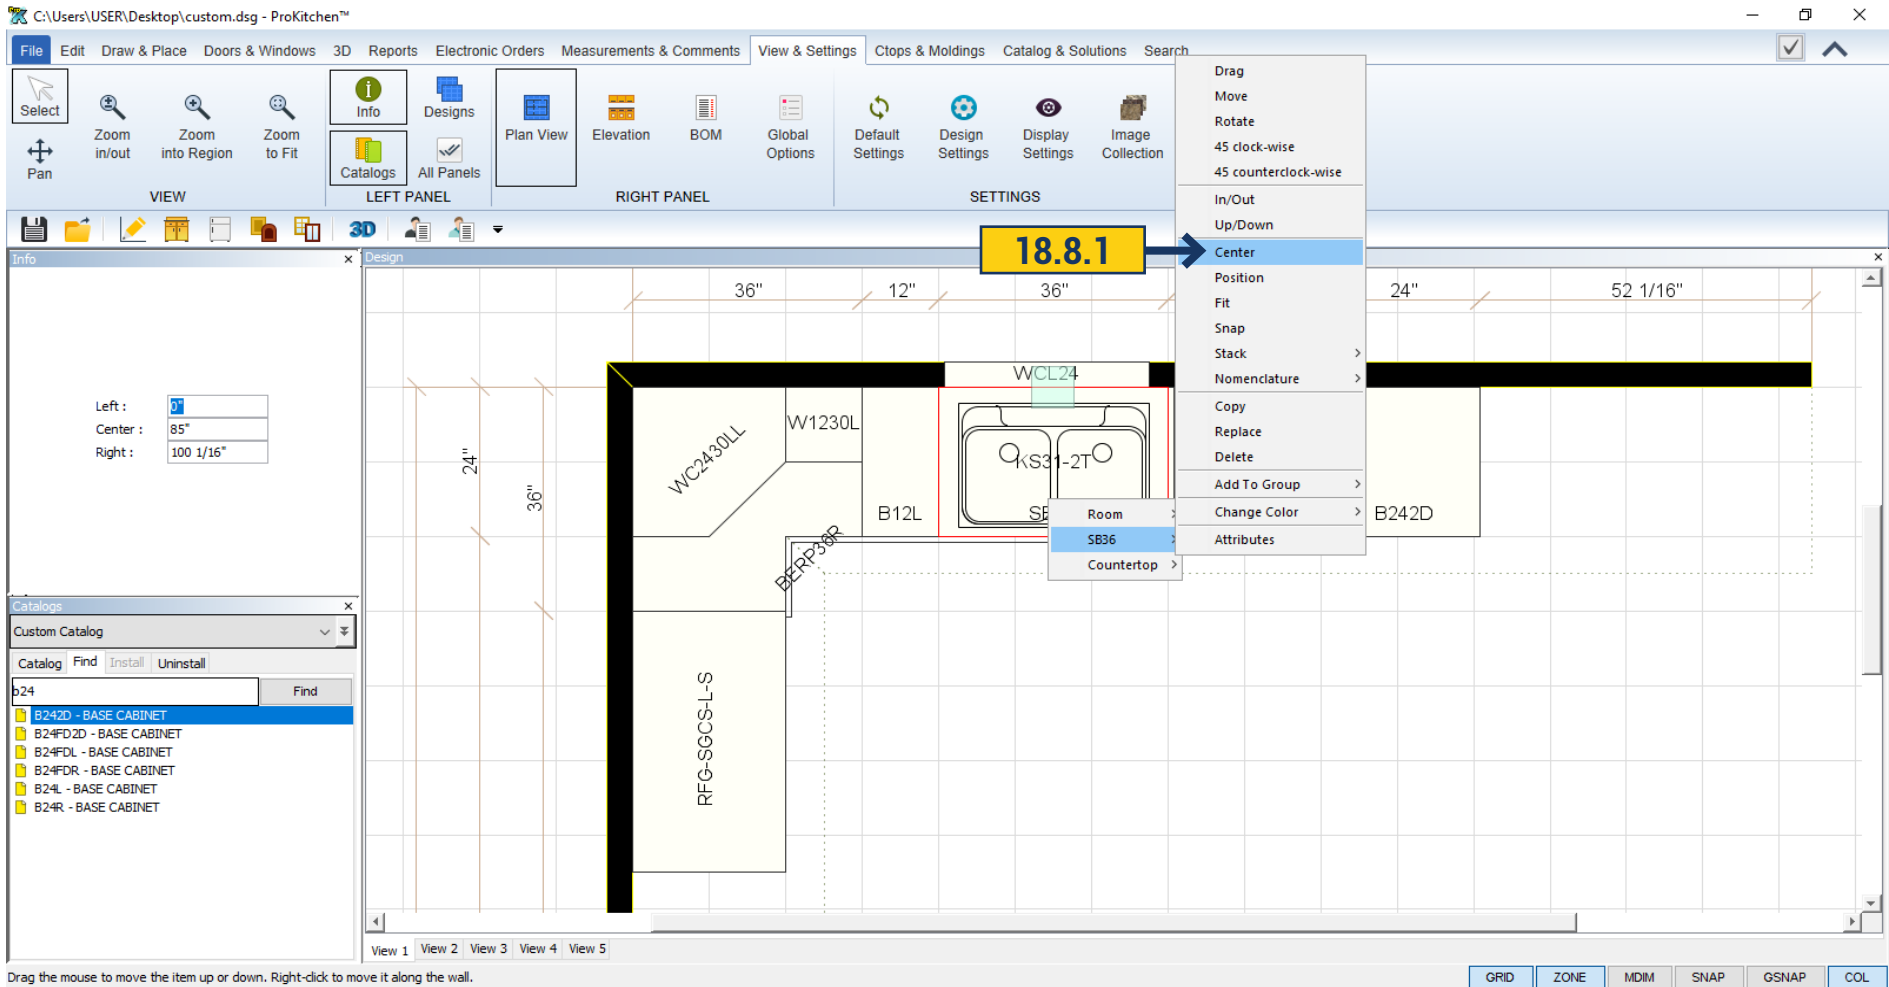 C:\Users\USER\Desktop\custom.dsg - ProKitchen™
File Edit Draw & Place Doors & Windows 3D Reports Electronic Orders Measurements & Comments View & Settings Ctops & Moldings Catalog & Solutions Search
Select
Pan
Zoom in/out
Zoom into Region
Zoom to Fit
VIEW
Info
Catalogs
Designs
All Panels
LEFT PANEL
Plan View
Elevation
BOM
Global Options
RIGHT PANEL
Default Settings
Design Settings
Display Settings
Image Collection
SETTINGS
3D
Info
Left :
0"
Center :
85"
Right :
100 1/16"
Catalogs
Custom Catalog
Catalog Find Install Uninstall
b24
Find
B242D - BASE CABINET
B24FD2D - BASE CABINET
B24FDL - BASE CABINET
B24FDR - BASE CABINET
B24L - BASE CABINET
B24R - BASE CABINET
Design
36" 12" 36" 24" 52 1/16"
24"
36"
WCL24
WC2430LL
W1230L
KS31-2T
B12L
B242D
BERP36R
RFG-SGCS-L-S
Room
SB36
Countertop
18.8.1
Drag
Move
Rotate
45 clock-wise
45 counterclock-wise
In/Out
Up/Down
Center
Position
Fit
Snap
Stack
Nomenclature
Copy
Replace
Delete
Add To Group
Change Color
Attributes
View 1 View 2 View 3 View 4 View 5
Drag the mouse to move the item up or down. Right-click to move it along the wall.
GRID ZONE MDIM SNAP GSNAP COL